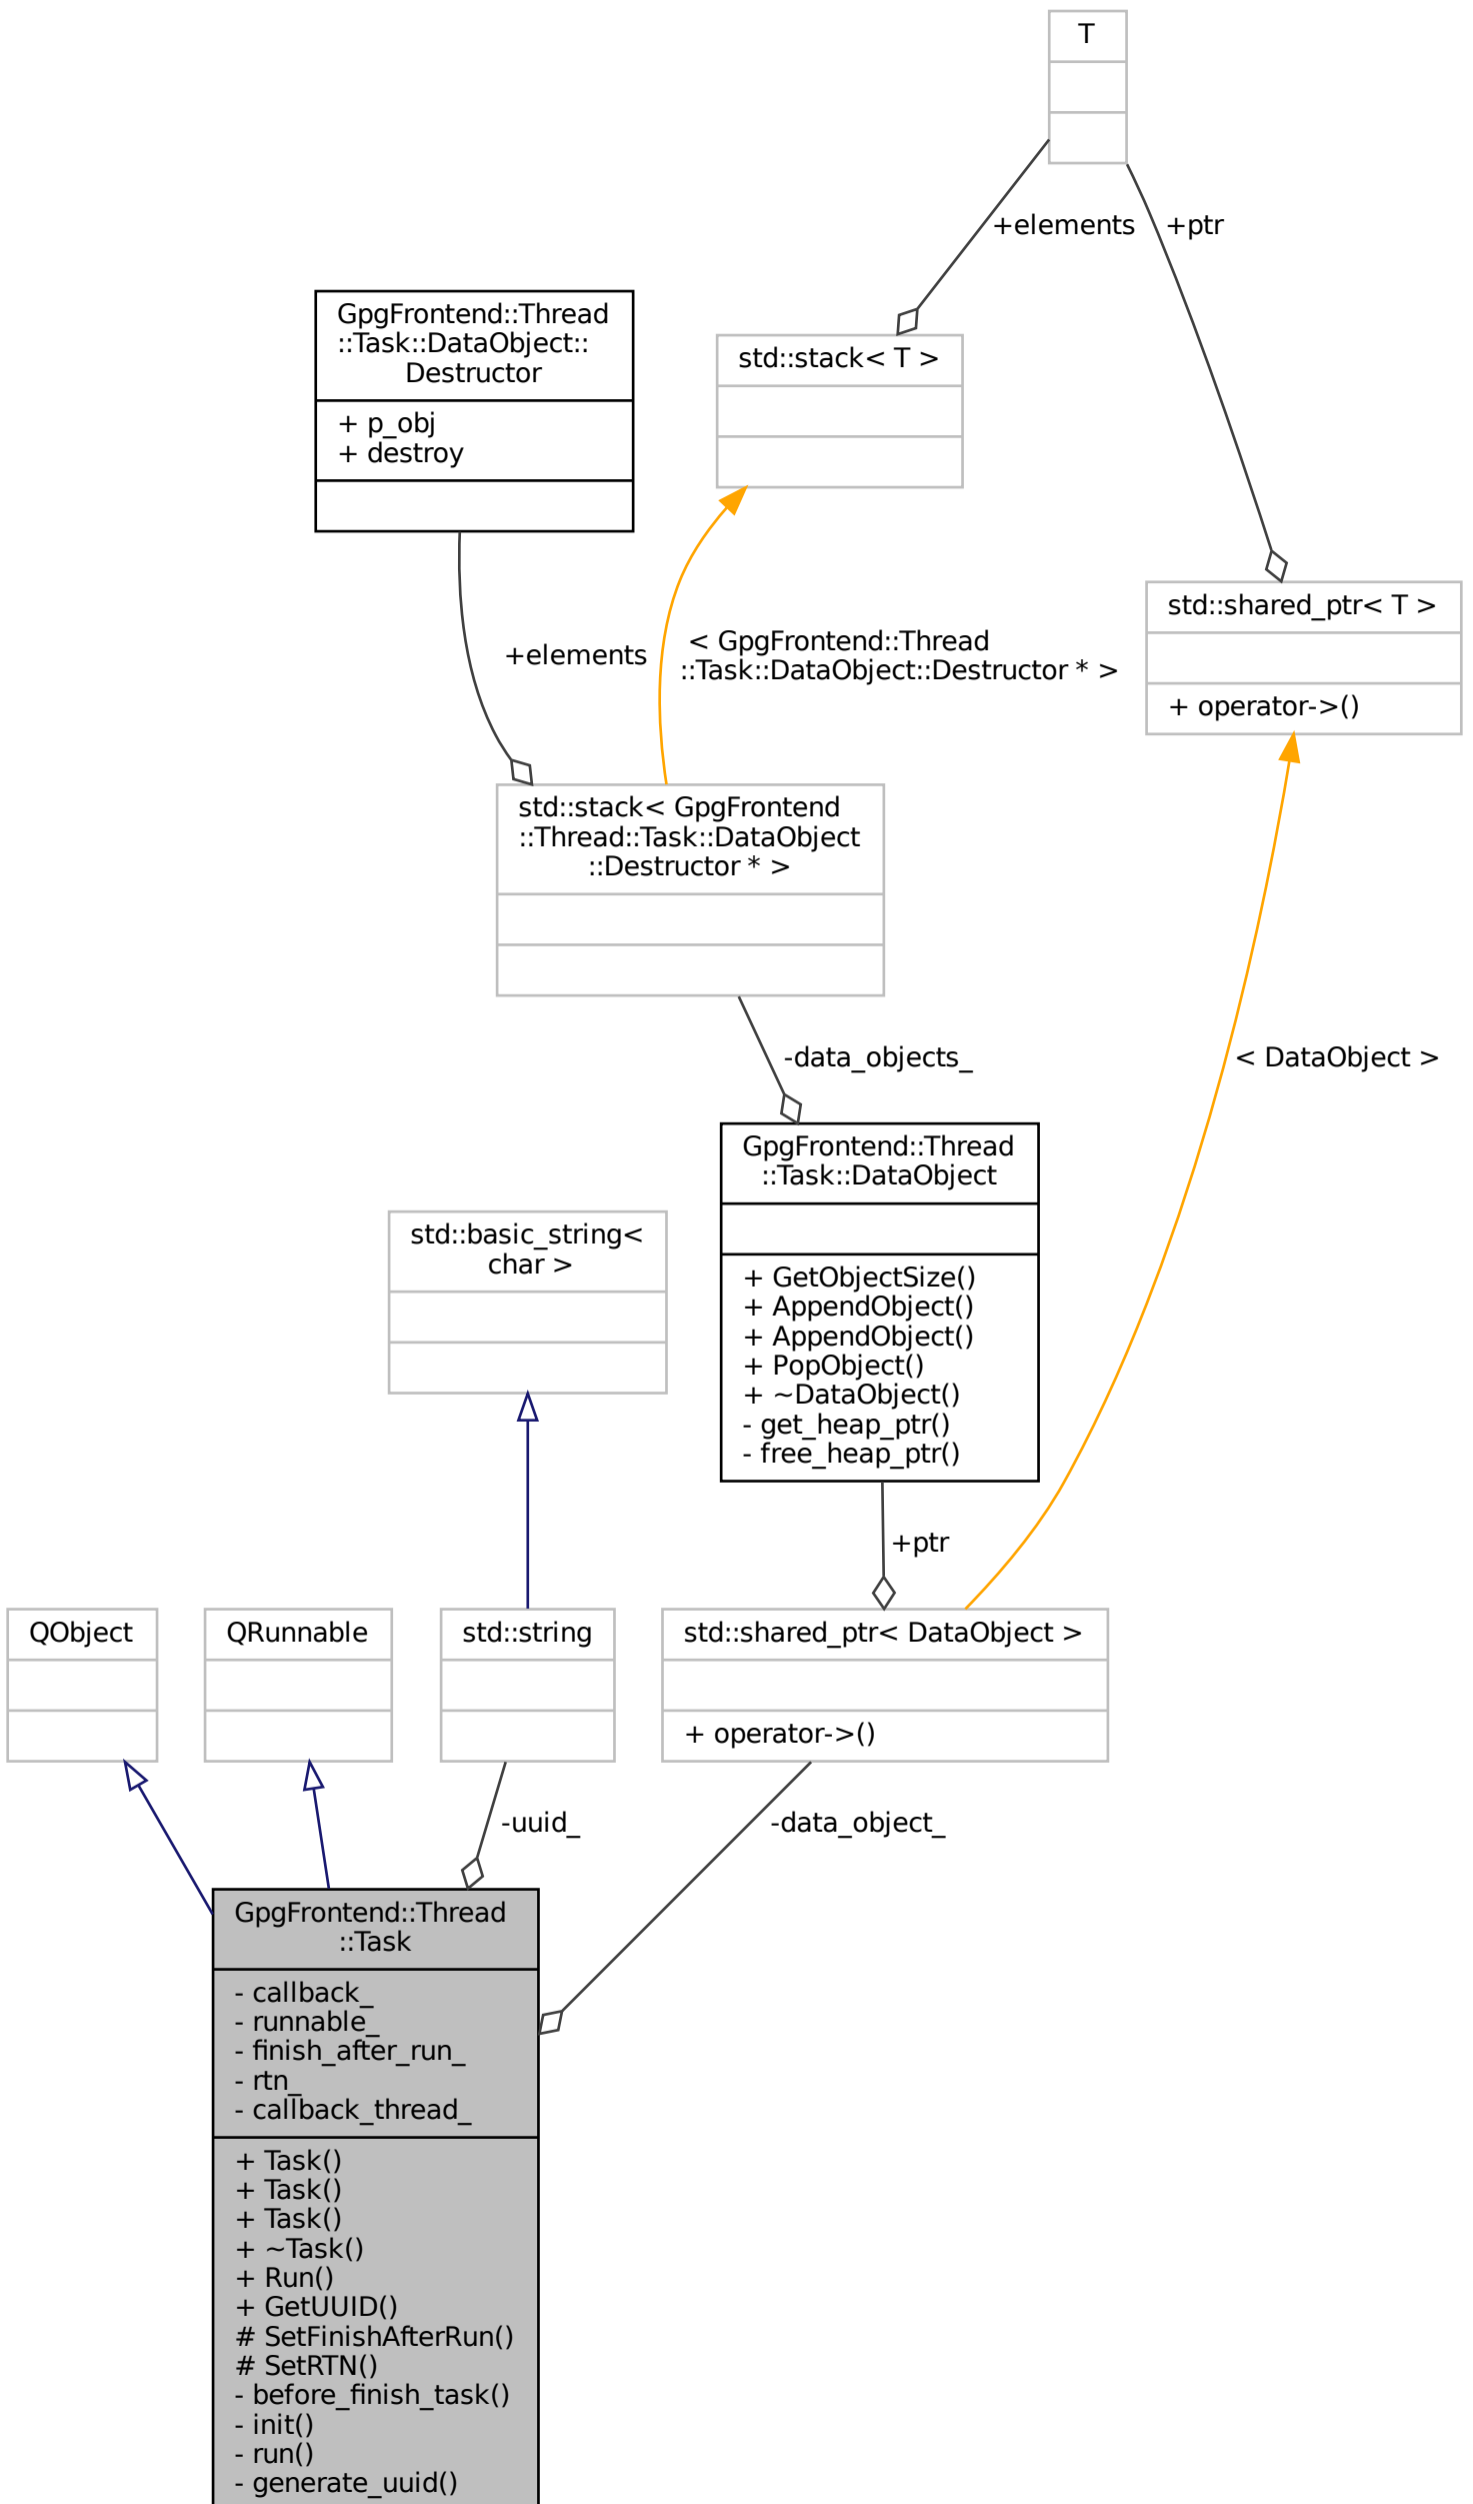 T
+elements
+ptr
GpgFrontend::Thread
::Task::DataObject::
Destructor
+ p_obj
+ destroy
std::stack< T >
std::shared_ptr< T >
+ operator->()
+elements
< GpgFrontend::Thread
::Task::DataObject::Destructor * >
std::stack< GpgFrontend
::Thread::Task::DataObject
::Destructor * >
-data_objects_
< DataObject >
GpgFrontend::Thread
::Task::DataObject
+ GetObjectSize()
+ AppendObject()
+ AppendObject()
+ PopObject()
+ ~DataObject()
- get_heap_ptr()
- free_heap_ptr()
std::basic_string<
char >
+ptr
QObject
QRunnable
std::string
std::shared_ptr< DataObject >
+ operator->()
-uuid_
-data_object_
GpgFrontend::Thread
::Task
- callback_
- runnable_
- finish_after_run_
- rtn_
- callback_thread_
+ Task()
+ Task()
+ Task()
+ ~Task()
+ Run()
+ GetUUID()
# SetFinishAfterRun()
# SetRTN()
- before_finish_task()
- init()
- run()
- generate_uuid()